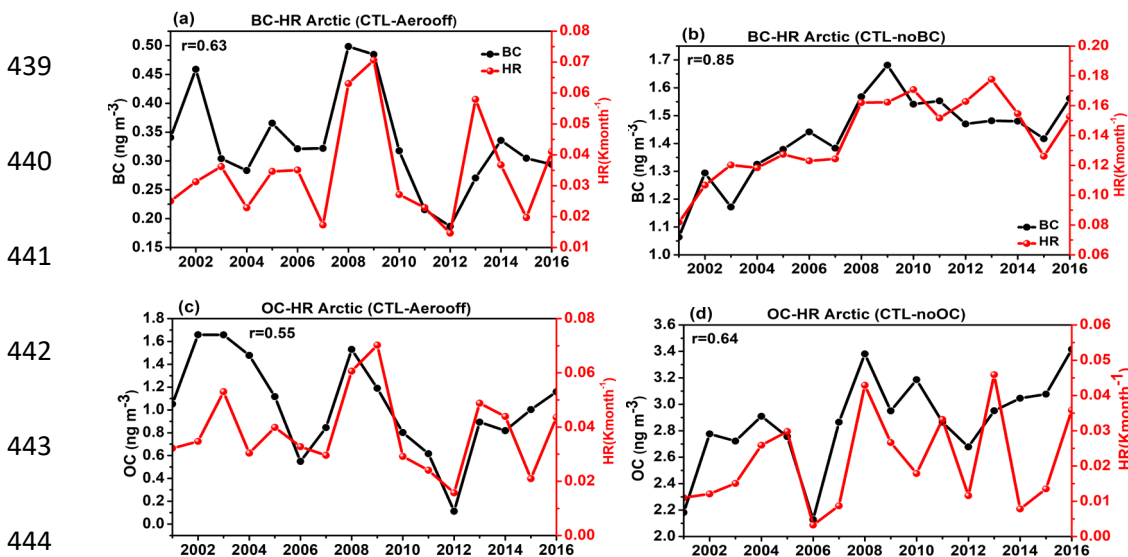 439
440
441
442
443
444
(a) BC-HR Arctic (CTL-Aerooff)
r=0.63
BC
HR
BC (ng m⁻³)
0.50
0.45
0.40
0.35
0.30
0.25
0.20
0.15
HR(Kmonth⁻¹)
0.08
0.07
0.06
0.05
0.04
0.03
0.02
0.01
2002 2004 2006 2008 2010 2012 2014 2016
(b) BC-HR Arctic (CTL-noBC)
r=0.85
BC
HR
BC (ng m⁻³)
1.7
1.6
1.5
1.4
1.3
1.2
1.1
1.0
HR(Kmonth⁻¹)
0.20
0.18
0.16
0.14
0.12
0.10
0.08
0.06
2002 2004 2006 2008 2010 2012 2014 2016
(c) OC-HR Arctic (CTL-Aerooff)
r=0.55
OC (ng m⁻³)
1.8
1.6
1.4
1.2
1.0
0.8
0.6
0.4
0.2
0.0
HR(Kmonth⁻¹)
0.08
0.06
0.04
0.02
0.00
2002 2004 2006 2008 2010 2012 2014 2016
(d) OC-HR Arctic (CTL-noOC)
r=0.64
OC (ng m⁻³)
3.6
3.4
3.2
3.0
2.8
2.6
2.4
2.2
2.0
HR(Kmonth⁻¹)
0.06
0.05
0.04
0.03
0.02
0.01
0.00
2002 2004 2006 2008 2010 2012 2014 2016